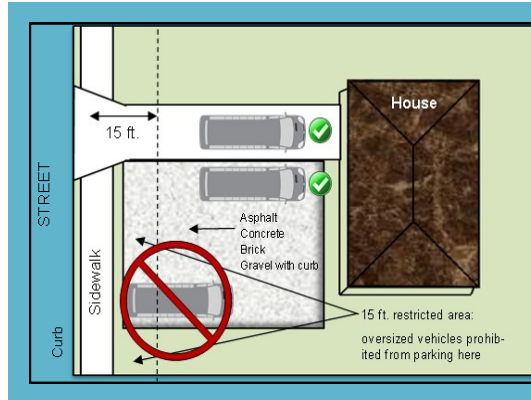 House
15 ft.
STREET
Sidewalk
Curb
Asphalt
Concrete
Brick
Gravel with curb
15 ft. restricted area:
oversized vehicles prohib-
ited from parking here